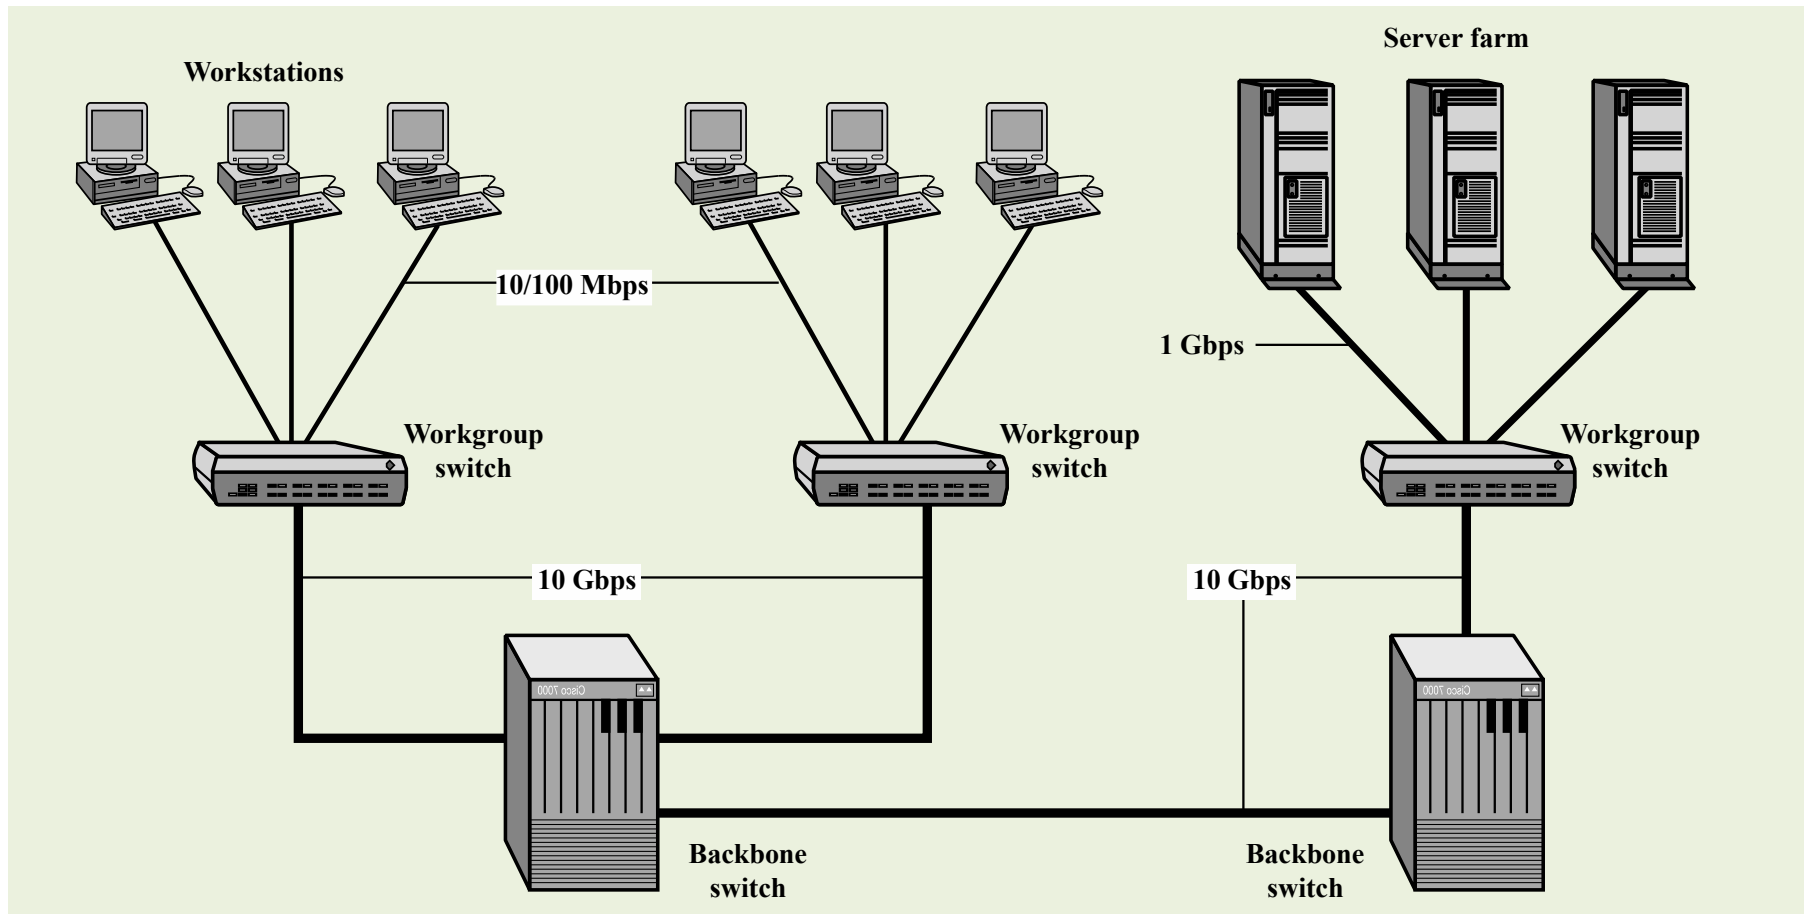 Server farm
Workstations
10/100 Mbps
1 Gbps
Workgroup
switch
Workgroup
switch
Workgroup
switch
10 Gbps
10 Gbps
Cisco 7000
Cisco 7000
Backbone
switch
Backbone
switch